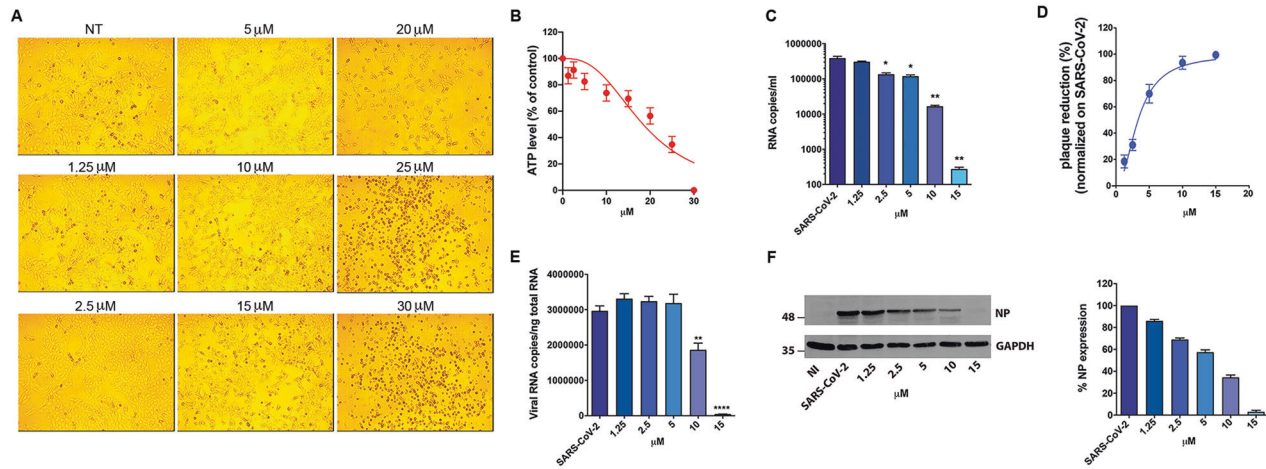 A
NT
5 µM
20 µM
1.25 µM
10 µM
25 µM
2.5 µM
15 µM
30 µM
B
ATP level (% of control)
120
100
80
60
40
20
0
0
10
20
30
µM
C
RNA copies/ml
1000000
100000
10000
1000
100
*
*
**
**
SARS-CoV-2
1.25
2.5
5
10
15
µM
D
plaque reduction (%)
(normalized on SARS-CoV-2)
120
100
80
60
40
20
0
0
5
10
15
20
µM
E
Viral RNA copies/ng total RNA
4000000
3000000
2000000
1000000
0
**
****
SARS-CoV-2
1.25
2.5
5
10
15
µM
F
48
NP
35
GAPDH
NI
SARS-CoV-2
1.25
2.5
5
10
15
µM
% NP expression
120
100
80
60
40
20
0
SARS-CoV-2
1.25
2.5
5
10
15
µM